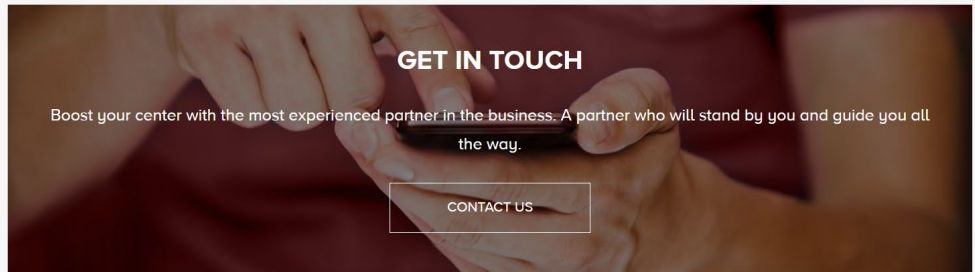 GET IN TOUCH
Boost your center with the most experienced partner in the business. A partner who will stand by you and guide you all
the way.
CONTACT US